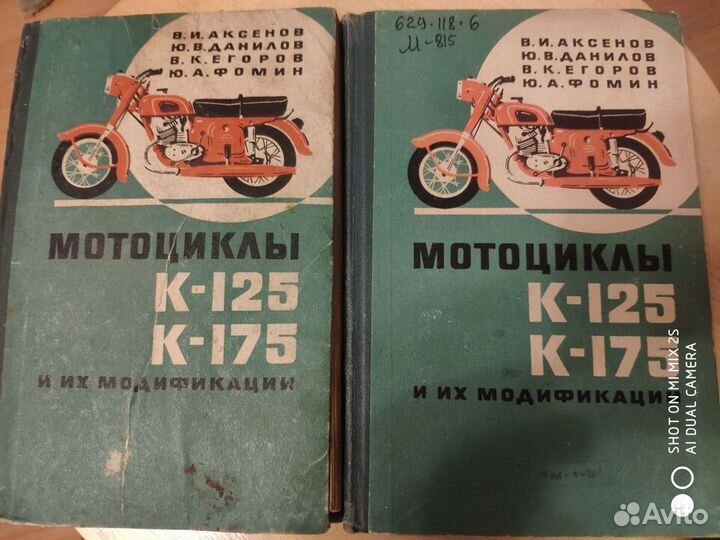 В.И.АКСЕНОВ
Ю.В.ДАНИЛОВ
В.К.ЕГОРОВ
Ю.А.ФОМИН
МОТОЦИКЛЫ
К-125
К-175
И ИХ МОДИФИКАЦИИ
629.118.6
М-815
В.И.АКСЕНОВ
Ю.В.ДАНИЛОВ
В.К.ЕГОРОВ
Ю.А.ФОМИН
МОТОЦИКЛЫ
К-125
К-175
И ИХ МОДИФИКАЦИИ
SHOT ON MI MIX 2S
AI DUAL CAMERA
Avito